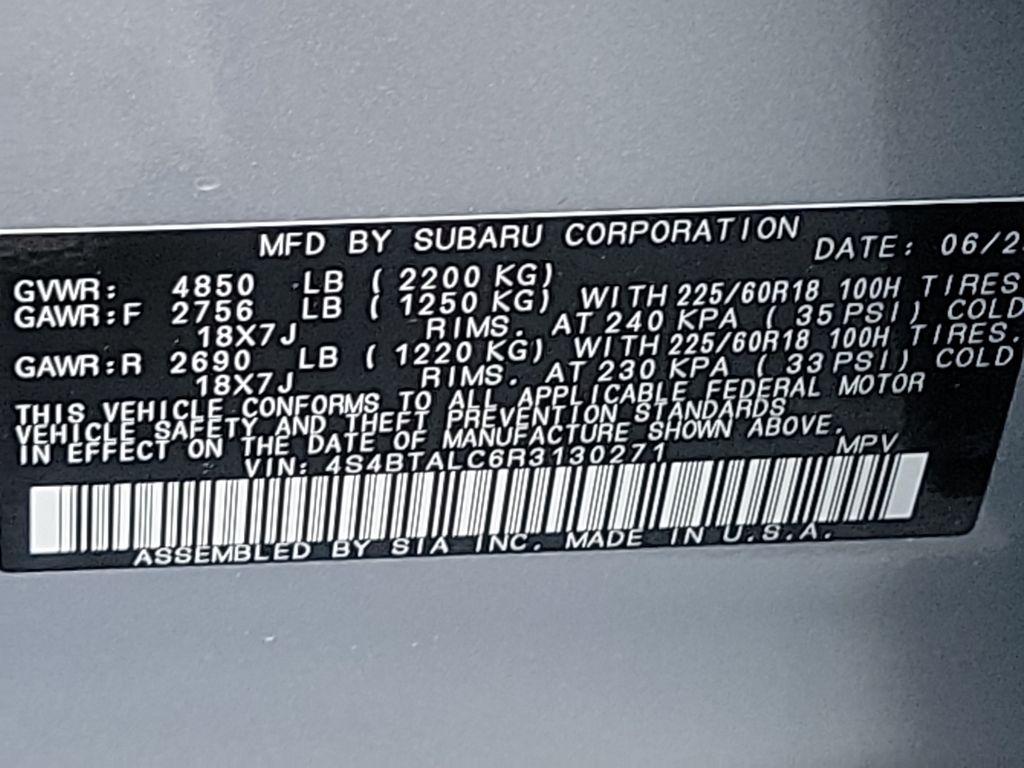 MFD BY SUBARU CORPORATION DATE: 06/2
GVWR: 4850 LB ( 2200 KG)
GAWR:F 2756 LB ( 1250 KG) WITH 225/60R18 100H TIRES
18X7J RIMS. AT 240 KPA ( 35 PSI) COLD
GAWR:R 2690 LB ( 1220 KG) WITH 225/60R18 100H TIRES.
18X7J RIMS. AT 230 KPA ( 33 PSI) COLD
THIS VEHICLE CONFORMS TO ALL APPLICABLE FEDERAL MOTOR
VEHICLE SAFETY AND THEFT PREVENTION STANDARDS
IN EFFECT ON THE DATE OF MANUFACTURE SHOWN ABOVE.
VIN: 4S4BTALC6R3130271 MPV
ASSEMBLED BY SIA INC. MADE IN U.S.A.